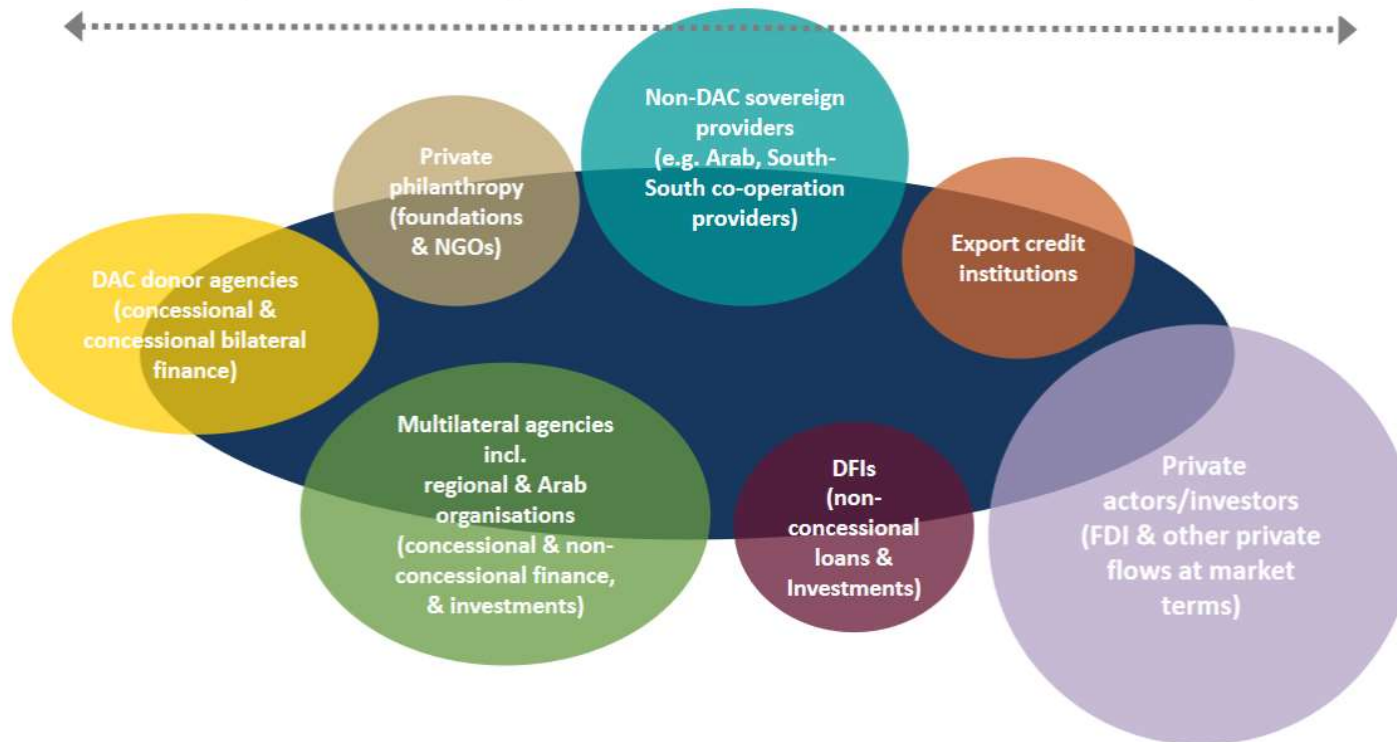 Non-DAC sovereign
providers
(e.g. Arab, South-
South co-operation
providers)
Private
philanthropy
(foundations
& NGOs)
Export credit
institutions
DAC donor agencies
(concessional &
concessional bilateral
finance)
Multilateral agencies
incl.
regional & Arab
organisations
(concessional & non-
concessional finance,
& investments)
DFIs
(non-
concessional
loans &
Investments)
Private
actors/investors
(FDI & other private
flows at market
terms)